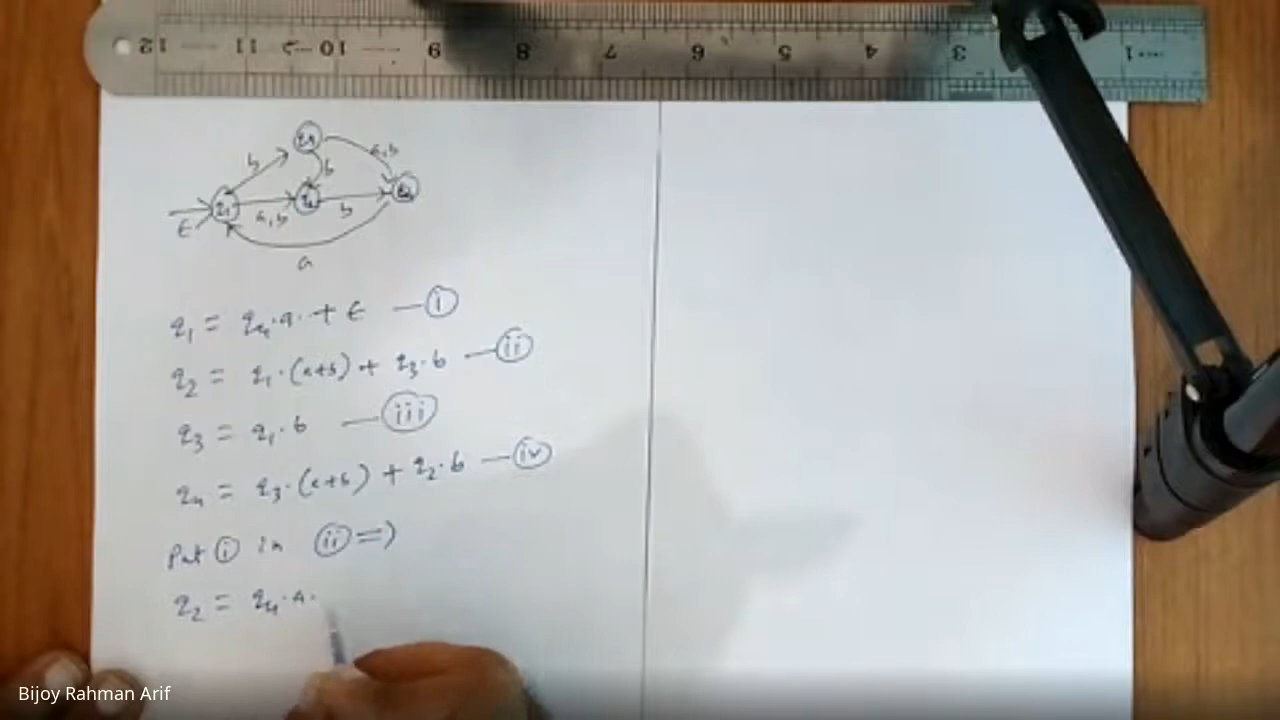 12 11 10 9 8 7 6 5 4 3 1
q3
b
b
a,b
q1
a,b
q2
b
q4
ε
a
q1 = q4·a·+ ε — (i)
q2 = q1·(a+b) + q3·b — (ii)
q3 = q1·b — (iii)
q4 = q3·(a+b) + q2·b — (iv)
Put (i) in (ii) =>
q2 = q4·a·
Bijoy Rahman Arif